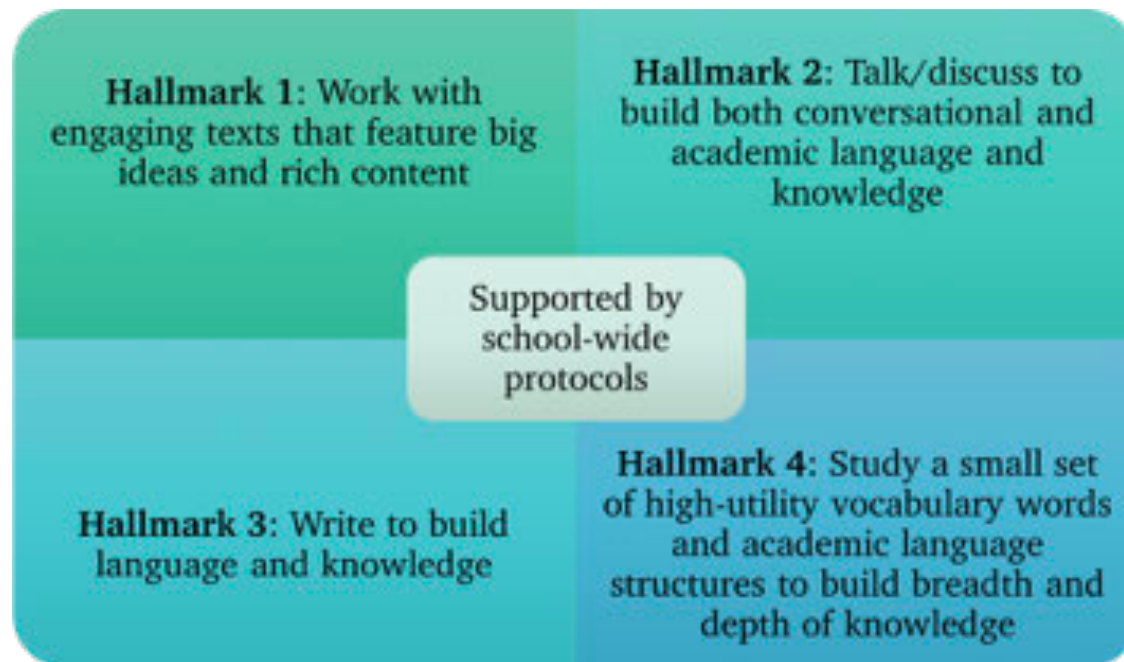 Hallmark 1: Work with
engaging texts that feature big
ideas and rich content
Hallmark 2: Talk/discuss to
build both conversational and
academic language and
knowledge
Supported by
school-wide
protocols
Hallmark 3: Write to build
language and knowledge
Hallmark 4: Study a small set
of high-utility vocabulary words
and academic language
structures to build breadth and
depth of knowledge